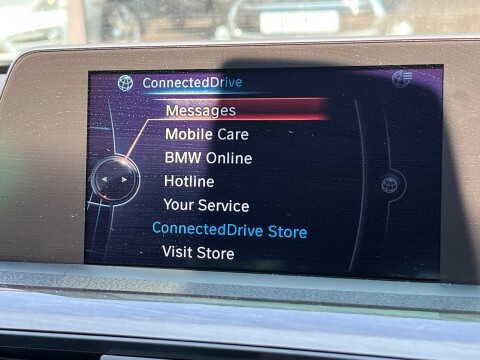 ConnectedDrive
Messages
Mobile Care
BMW Online
Hotline
Your Service
ConnectedDrive Store
Visit Store